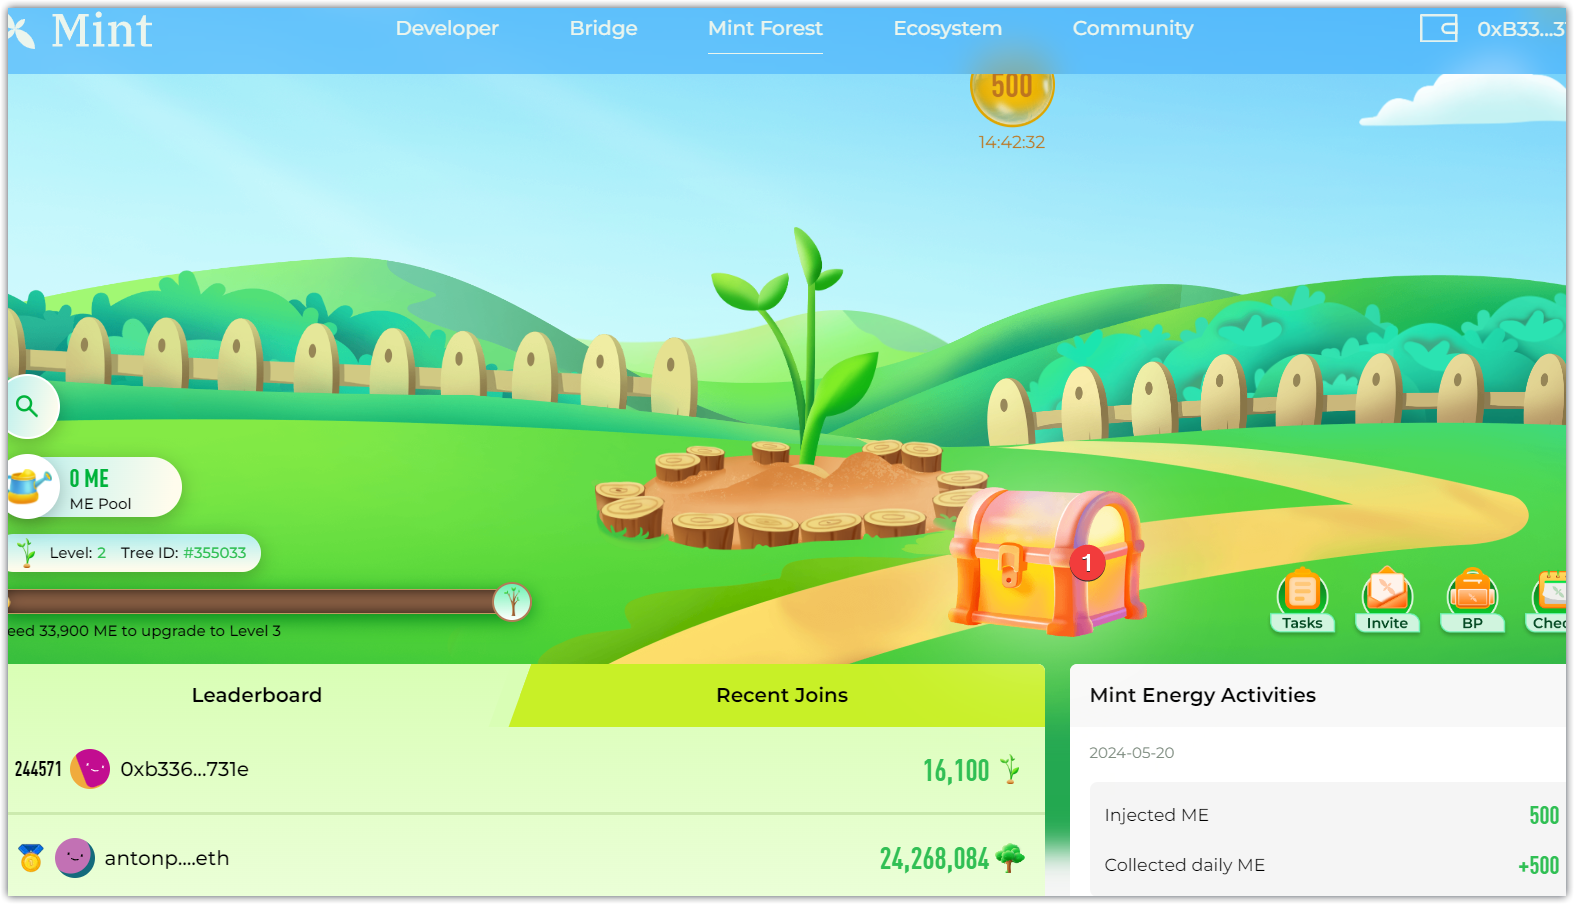 Mint
Developer
Bridge
Mint Forest
Ecosystem
Community
0xB33...3
500
14:42:32
0 ME
ME Pool
Level: 2 Tree ID: #355033
eed 33,900 ME to upgrade to Level 3
1
Tasks
Invite
BP
Chec
Leaderboard
Recent Joins
244571 0xb336...731e 16,100
antonp....eth 24,268,084
Mint Energy Activities
2024-05-20
Injected ME 500
Collected daily ME +500